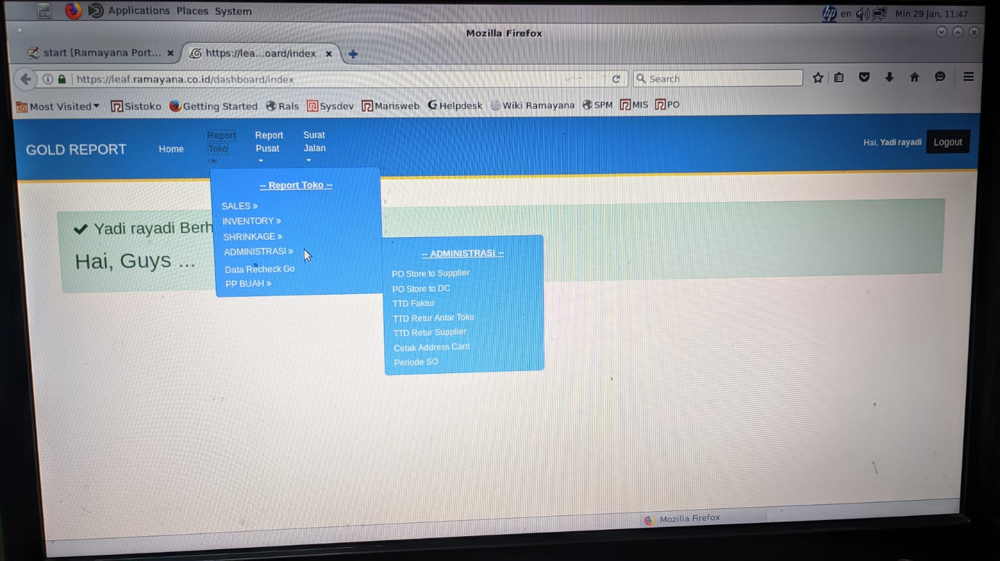 Applications Places System
en
Min 29 Jan, 11:47
Mozilla Firefox
start [Ramayana Port...
https://lea...oard/index
https://leaf.ramayana.co.id/dashboard/index
Search
Most Visited
Sistoko
Getting Started
Rals
Sysdev
Marisweb
Helpdesk
Wiki Ramayana
SPM
MIS
PO
GOLD REPORT
Home
Report
Toko
Report
Pusat
Surat
Jalan
Hai, Yadi rayadi
Logout
-- Report Toko --
SALES »
INVENTORY »
SHRINKAGE »
ADMINISTRASI »
Data Recheck Go
PP BUAH »
Yadi rayadi Berh
Hai, Guys ...
-- ADMINISTRASI --
PO Store to Supplier
PO Store to DC
TTD Faktur
TTD Retur Antar Toko
TTD Retur Supplier
Cetak Address Card
Periode SO
Mozilla Firefox